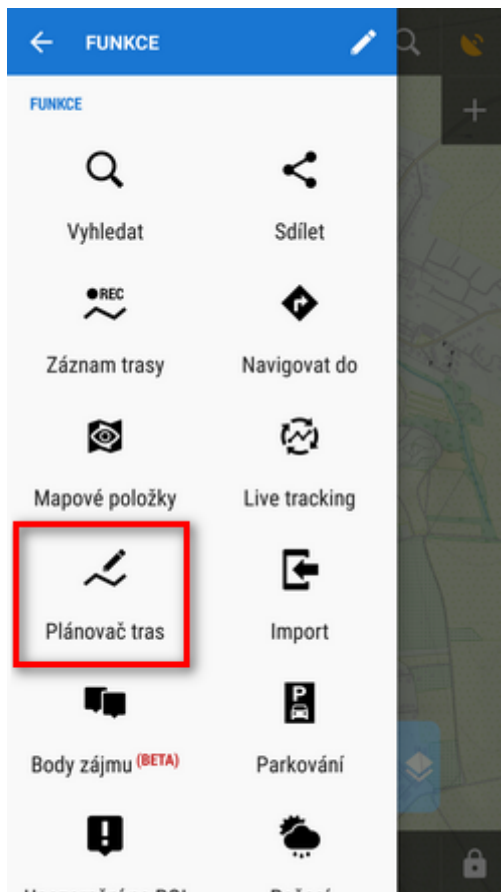 FUNKCE
FUNKCE
Vyhledat
Sdílet
REC
Záznam trasy
Navigovat do
Mapové položky
Live tracking
Plánovač tras
Import
P
Body zájmu (BETA)
Parkování